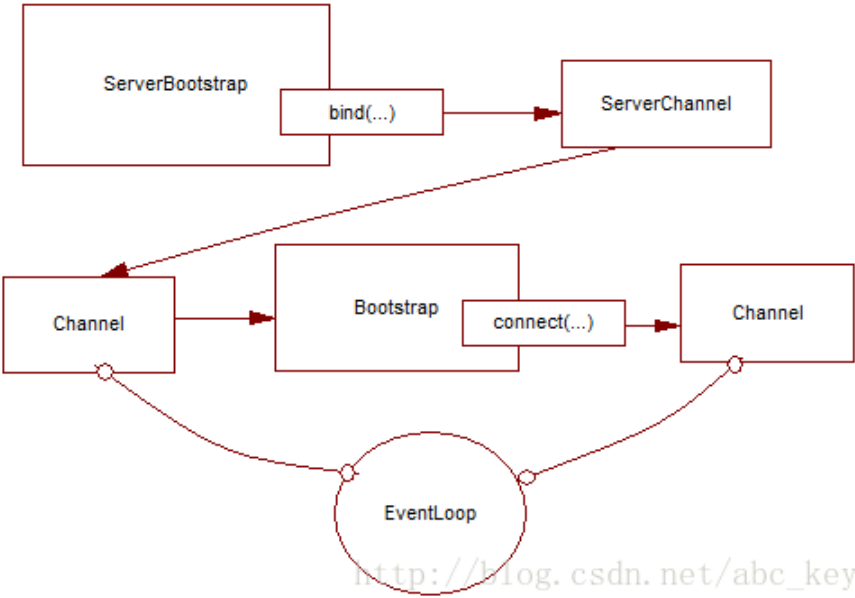 ServerBootstrap
bind(...)
ServerChannel
Channel
Bootstrap
connect(...)
Channel
EventLoop
http://blog.csdn.net/abc_key